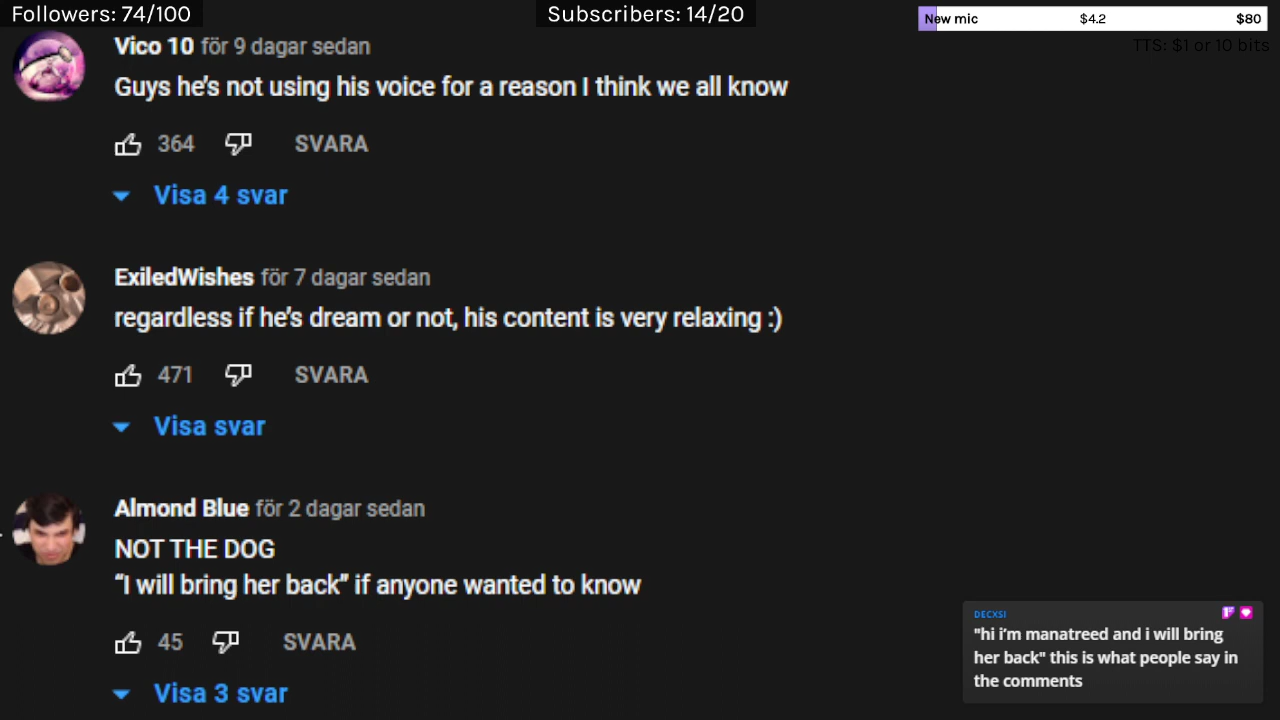 Followers: 74/100
Subscribers: 14/20
New mic $4.2 $80
TTS: $1 or 10 bits
Vico 10 för 9 dagar sedan
Guys he's not using his voice for a reason I think we all know
364 SVARA
Visa 4 svar
ExiledWishes för 7 dagar sedan
regardless if he's dream or not, his content is very relaxing :)
471 SVARA
Visa svar
Almond Blue för 2 dagar sedan
NOT THE DOG
“I will bring her back” if anyone wanted to know
45 SVARA
Visa 3 svar
DECXSI
"hi i'm manatreed and i will bring
her back" this is what people say in
the comments